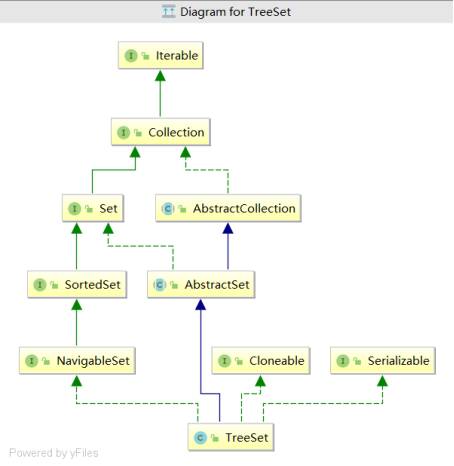 Diagram for TreeSet
I Iterable
I Collection
I Set
C AbstractCollection
I SortedSet
C AbstractSet
I NavigableSet
I Cloneable
I Serializable
C TreeSet
Powered by yFiles